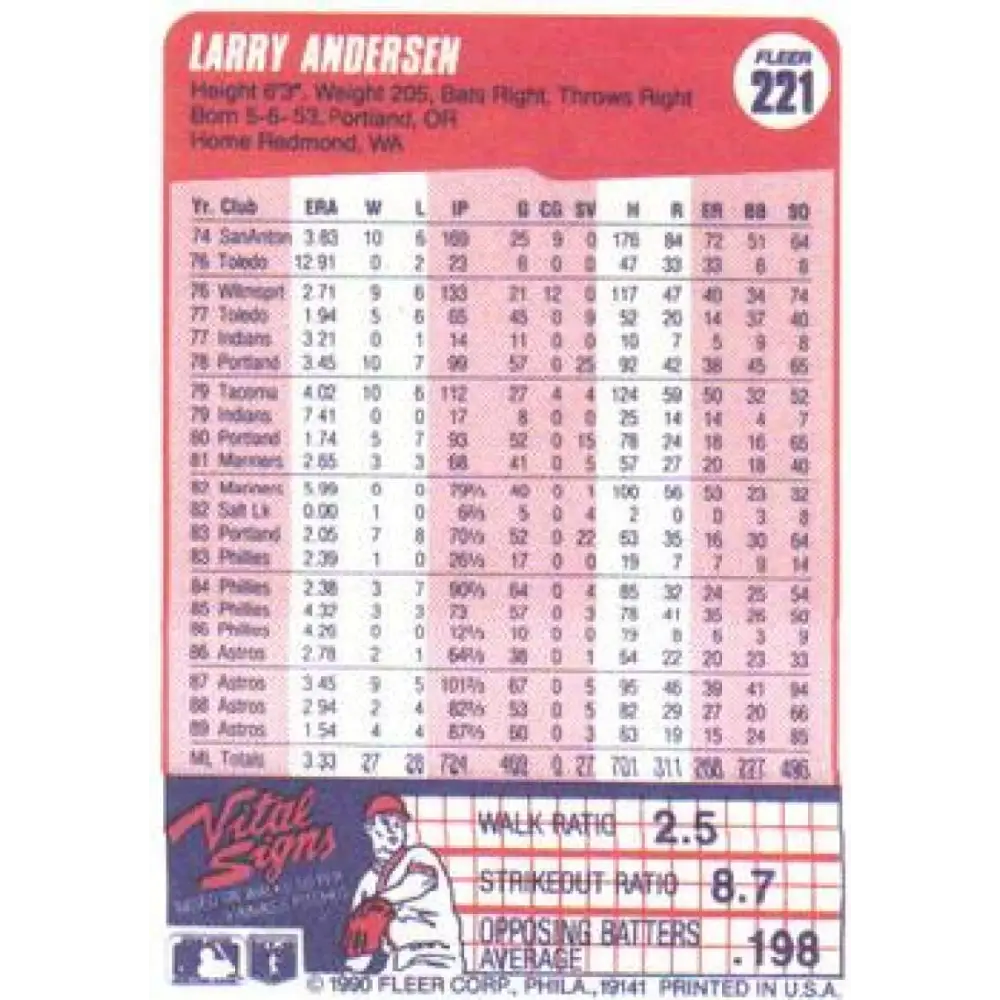 LARRY ANDERSEN
FLEER
221
Height 6'3", Weight 205, Bats Right, Throws Right
Born 5-6-53, Portland, OR
Home Redmond, WA
Yr. Club ERA W L IP G CG SV H R ER BB SO
74 SanAnton 3.83 10 6 169 25 9 0 176 84 72 51 64
76 Toledo 12.91 0 2 23 6 0 0 47 33 33 6 8
76 Wlmsprt 2.71 9 6 133 21 12 0 117 47 40 34 74
77 Toledo 1.94 5 6 65 45 0 9 52 20 14 37 40
77 Indians 3.21 0 1 14 11 0 0 10 7 5 9 8
78 Portland 3.45 10 7 99 57 0 25 92 42 38 45 65
79 Tacoma 4.02 10 6 112 27 4 4 124 59 50 32 52
79 Indians 7.41 0 0 17 8 0 0 25 14 14 4 7
80 Portland 1.74 5 7 93 52 0 15 78 24 18 16 65
81 Mariners 2.65 3 3 68 41 0 5 57 27 20 18 40
82 Mariners 5.99 0 0 79⅔ 40 0 1 100 56 53 23 32
82 Salt Lk 0.00 1 0 5 0 4 2 0 0 3 8
83 Portland 2.05 7 8 52 0 22 63 35 16 30 64
83 Phillies 2.39 1 0 26⅓ 17 0 0 19 7 7 9 14
84 Phillies 2.38 3 7 90⅔ 64 0 4 85 32 24 25 54
85 Phillies 4.32 3 3 73 57 0 3 78 41 35 26 50
86 Phillies 4.26 0 0 12⅔ 10 0 0 19 8 6 3 9
86 Astros 2.78 2 1 64⅔ 38 0 1 64 22 20 23 33
87 Astros 3.45 9 5 101⅔ 67 0 5 95 46 39 41 94
88 Astros 2.94 2 4 82⅔ 53 0 5 82 29 27 20 66
89 Astros 1.54 4 4 87⅔ 60 0 3 63 19 15 24 85
ML Totals 3.33 27 28 724 0 27 701 311 268 227 496
Vital Signs
WALK RATIO 2.5
STRIKEOUT RATIO 8.7
OPPOSING BATTERS AVERAGE .198
© 1990 FLEER CORP., PHILA., 19141 PRINTED IN U.S.A.